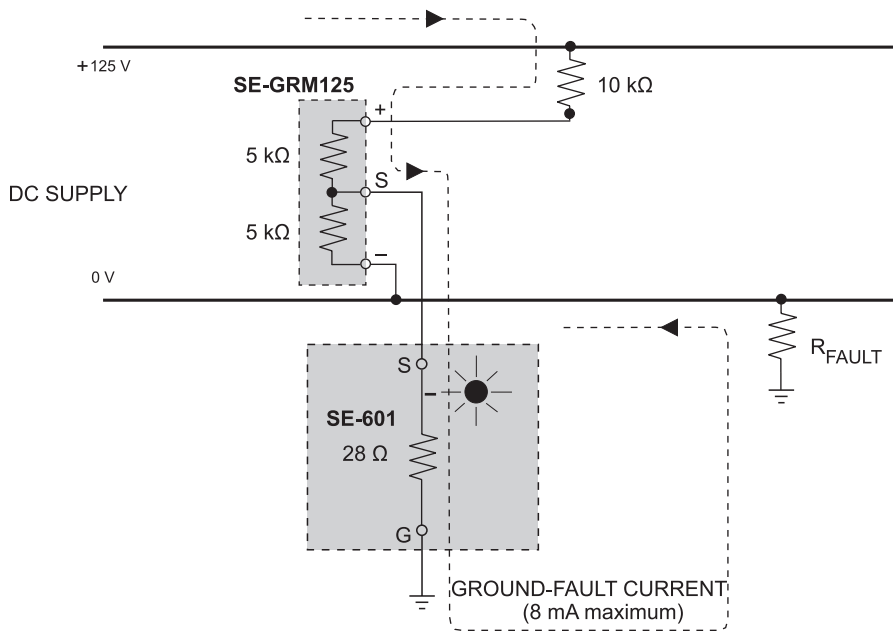 +125 V
SE-GRM125
10 kΩ
+
5 kΩ
S
DC SUPPLY
5 kΩ
–
0 V
R_FAULT
S
–
SE-601
28 Ω
G
GROUND-FAULT CURRENT
(8 mA maximum)